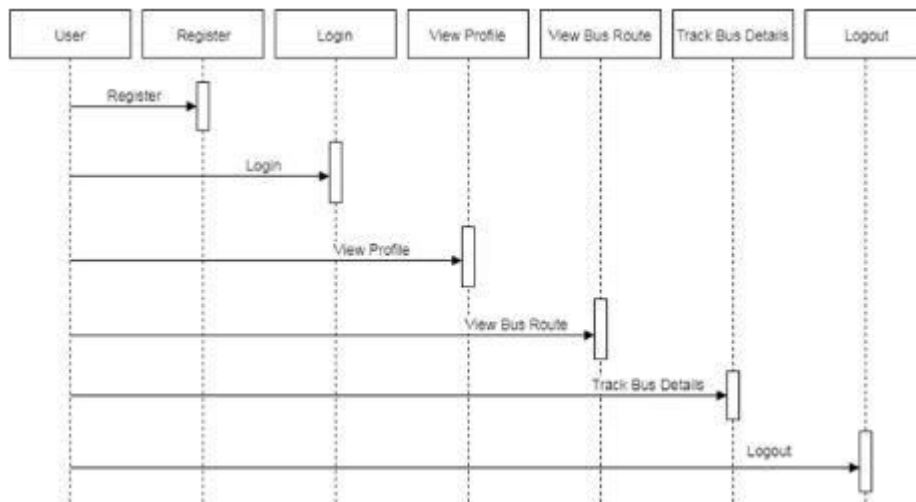 User
Register
Login
View Profile
View Bus Route
Track Bus Details
Logout
Register
Login
View Profile
View Bus Route
Track Bus Details
Logout